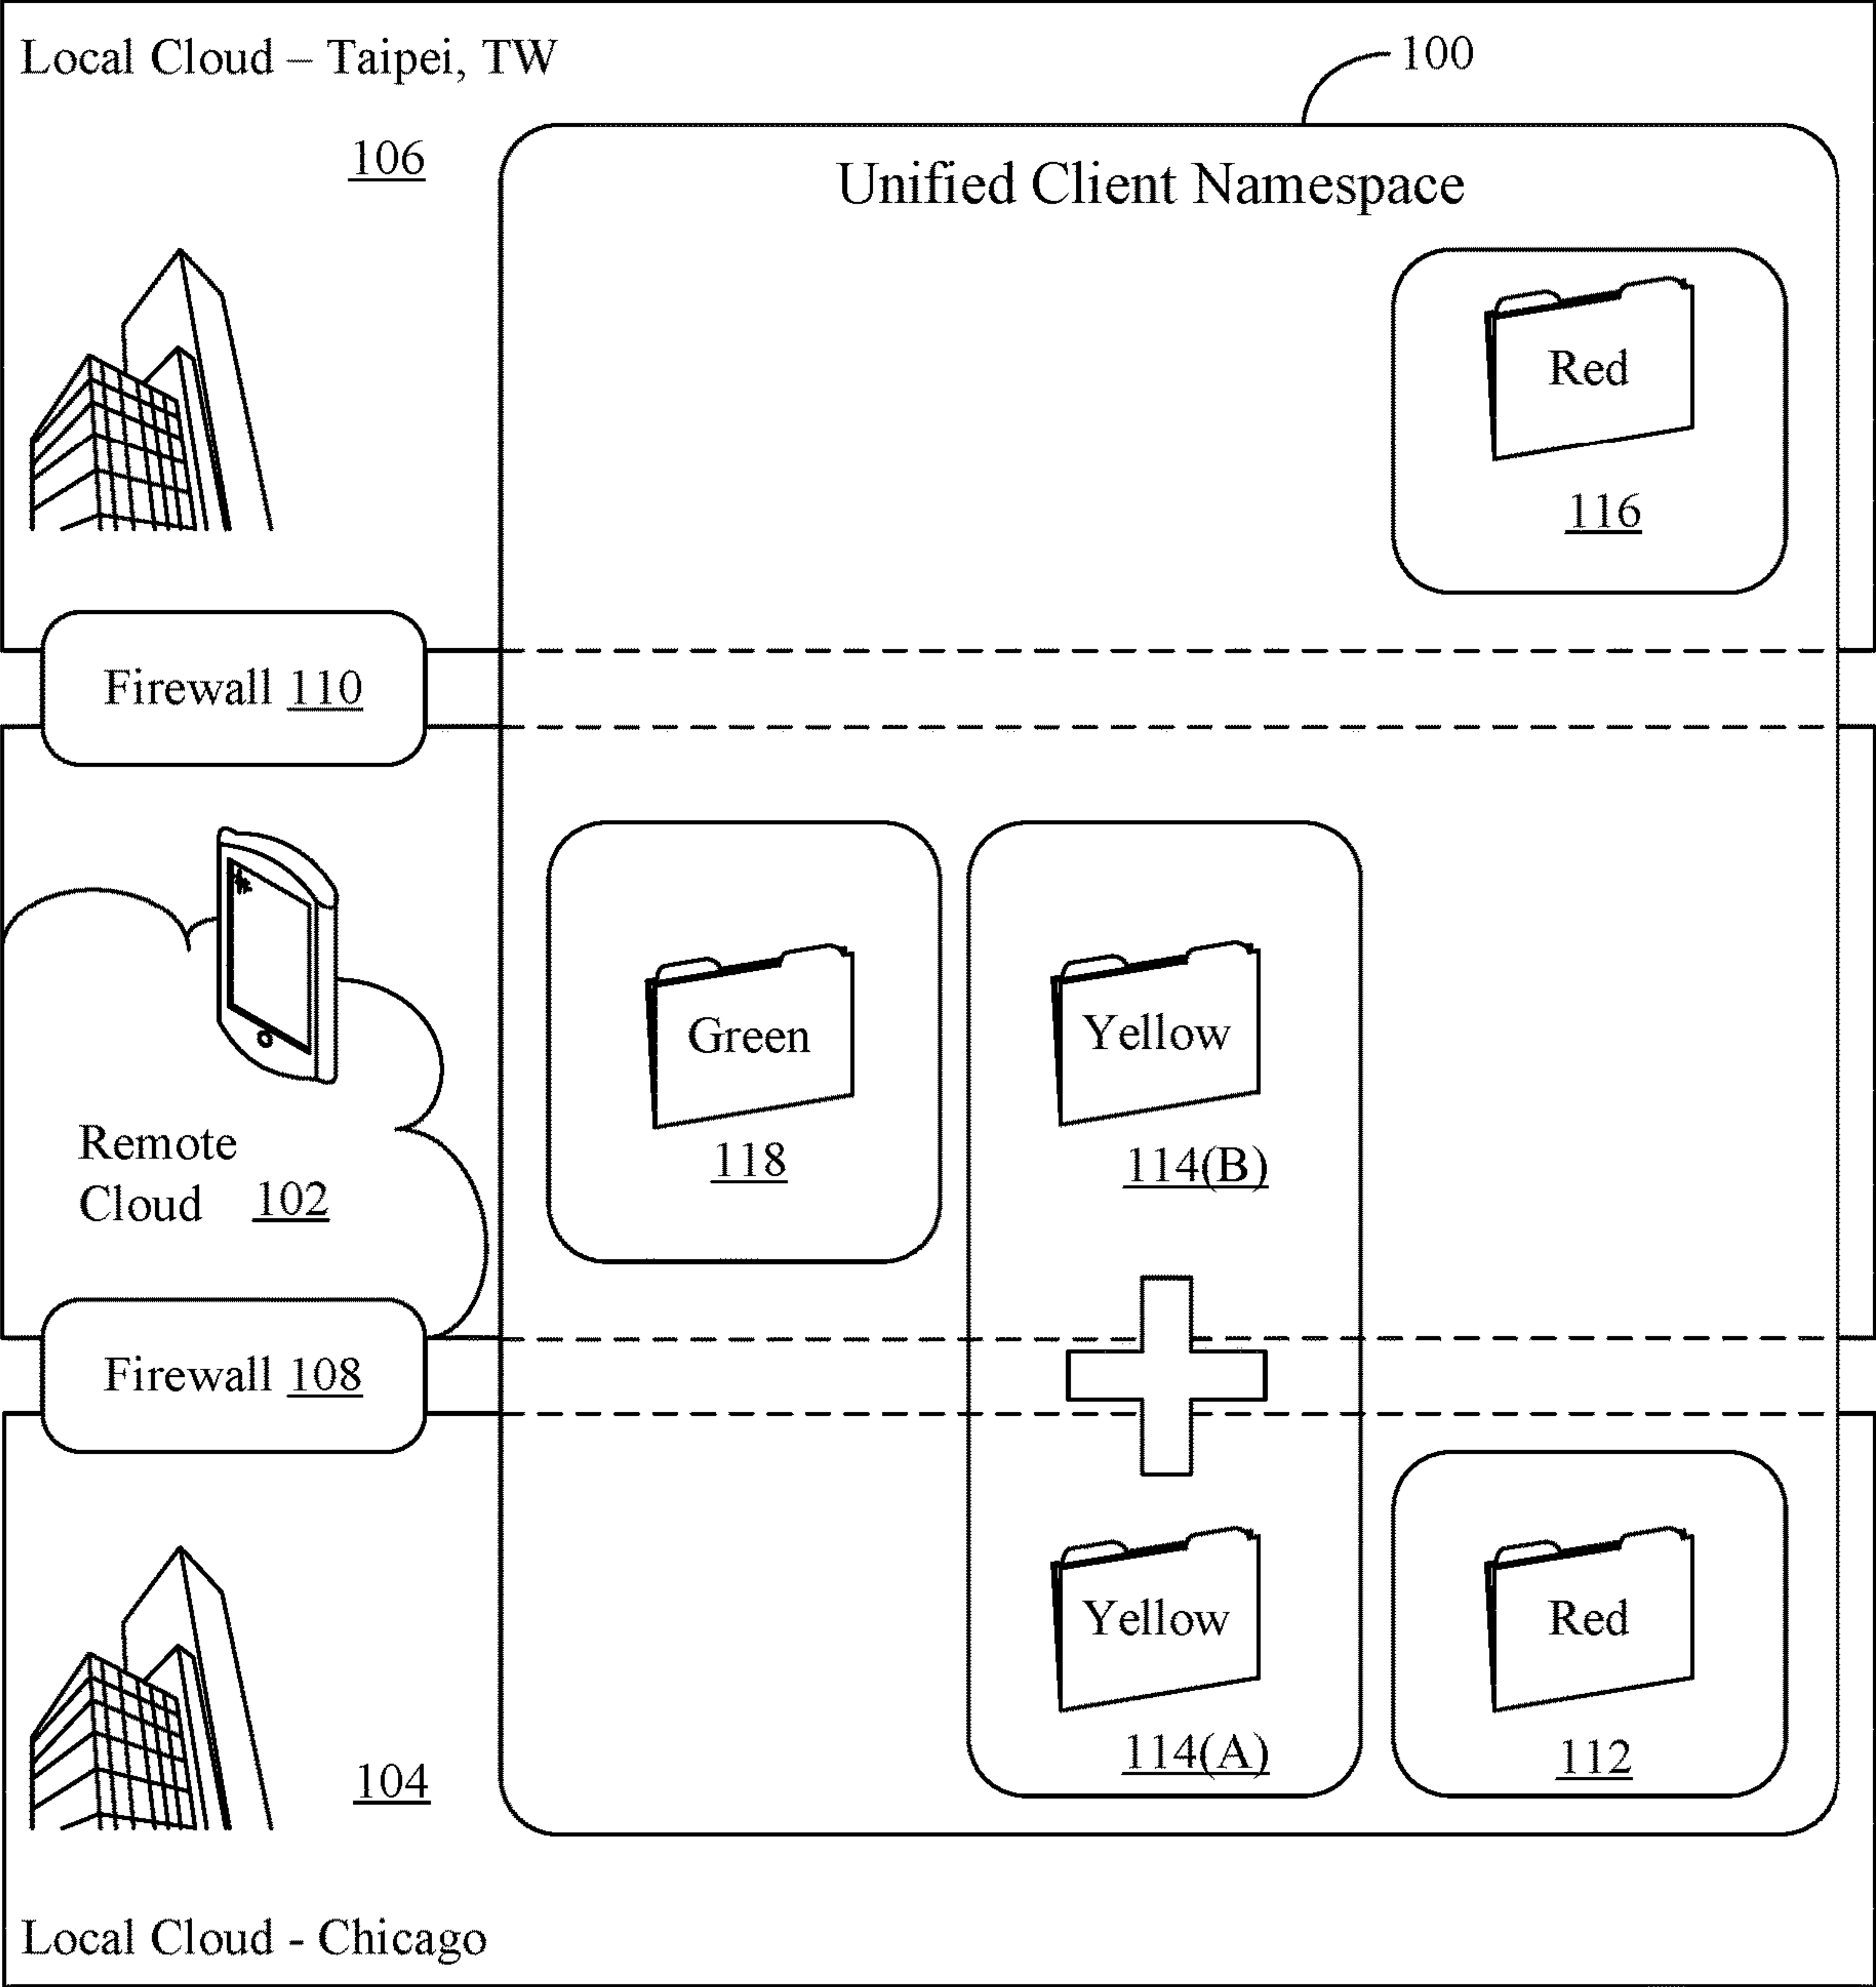 Local Cloud – Taipei, TW
100
106
Unified Client Namespace
Red
116
Firewall 110
Green
118
Yellow
114(B)
Remote
Cloud 102
Firewall 108
Yellow
114(A)
Red
112
104
Local Cloud - Chicago